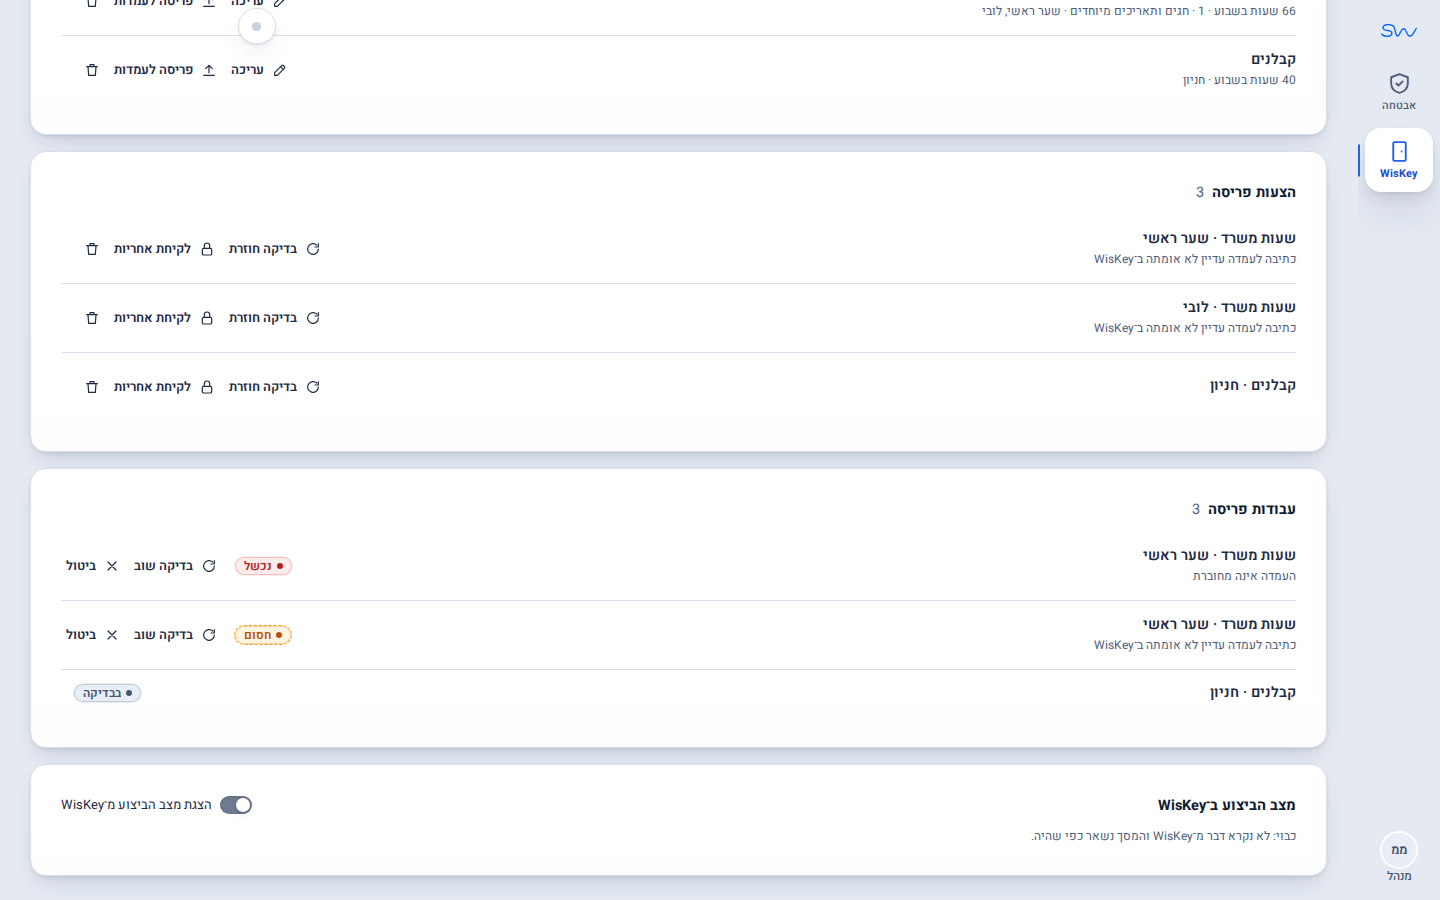 SW
אבטחה
WisKey
66 שעות בשבוע · 1 · חגים ותאריכים מיוחדים · שער ראשי, לובי
עריכה פריסה לעמדות
קבלנים
40 שעות בשבוע · חניון
עריכה פריסה לעמדות
הצעות פריסה 3
שעות משרד · שער ראשי
כתיבה לעמדה עדיין לא אומתה ב־WisKey
בדיקה חוזרת לקיחת אחריות
שעות משרד · לובי
כתיבה לעמדה עדיין לא אומתה ב־WisKey
בדיקה חוזרת לקיחת אחריות
קבלנים · חניון
בדיקה חוזרת לקיחת אחריות
עבודות פריסה 3
שעות משרד · שער ראשי
העמדה אינה מחוברת
נכשל בדיקה שוב ביטול
שעות משרד · שער ראשי
כתיבה לעמדה עדיין לא אומתה ב־WisKey
חסום בדיקה שוב ביטול
קבלנים · חניון
בבדיקה
מצב הביצוע ב־WisKey
הצגת מצב הביצוע מ־WisKey
כבוי: לא נקרא דבר מ־WisKey והמסך נשאר כפי שהיה.
ממ
מנהל